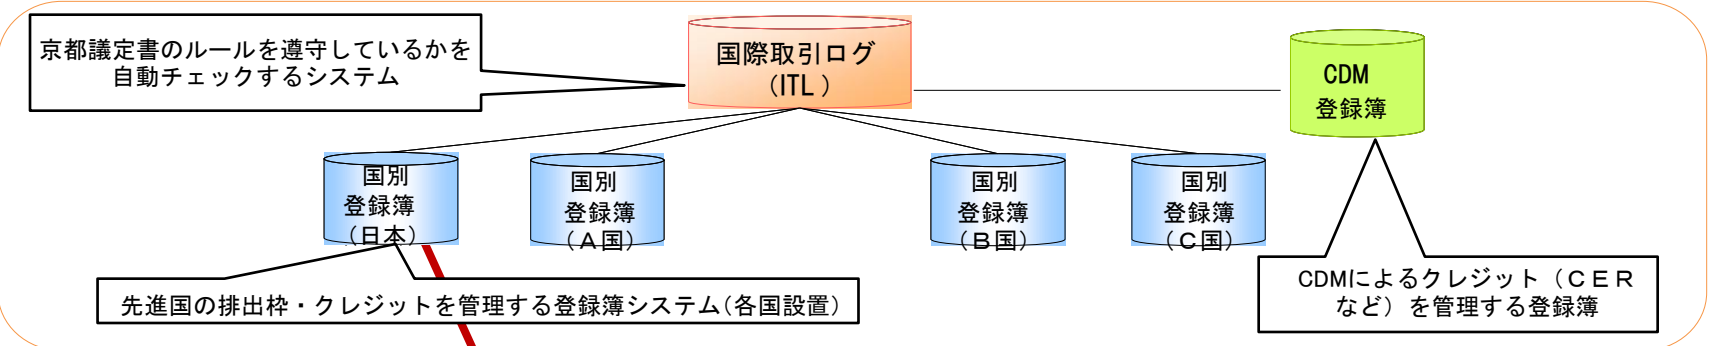 京都議定書のルールを遵守しているかを
自動チェックするシステム
国際取引ログ
(ITL)
CDM
登録簿
国別
登録簿
(日本)
国別
登録簿
(A国)
国別
登録簿
(B国)
国別
登録簿
(C国)
先進国の排出枠・クレジットを管理する登録簿システム(各国設置)
CDMによるクレジット(CER
など)を管理する登録簿